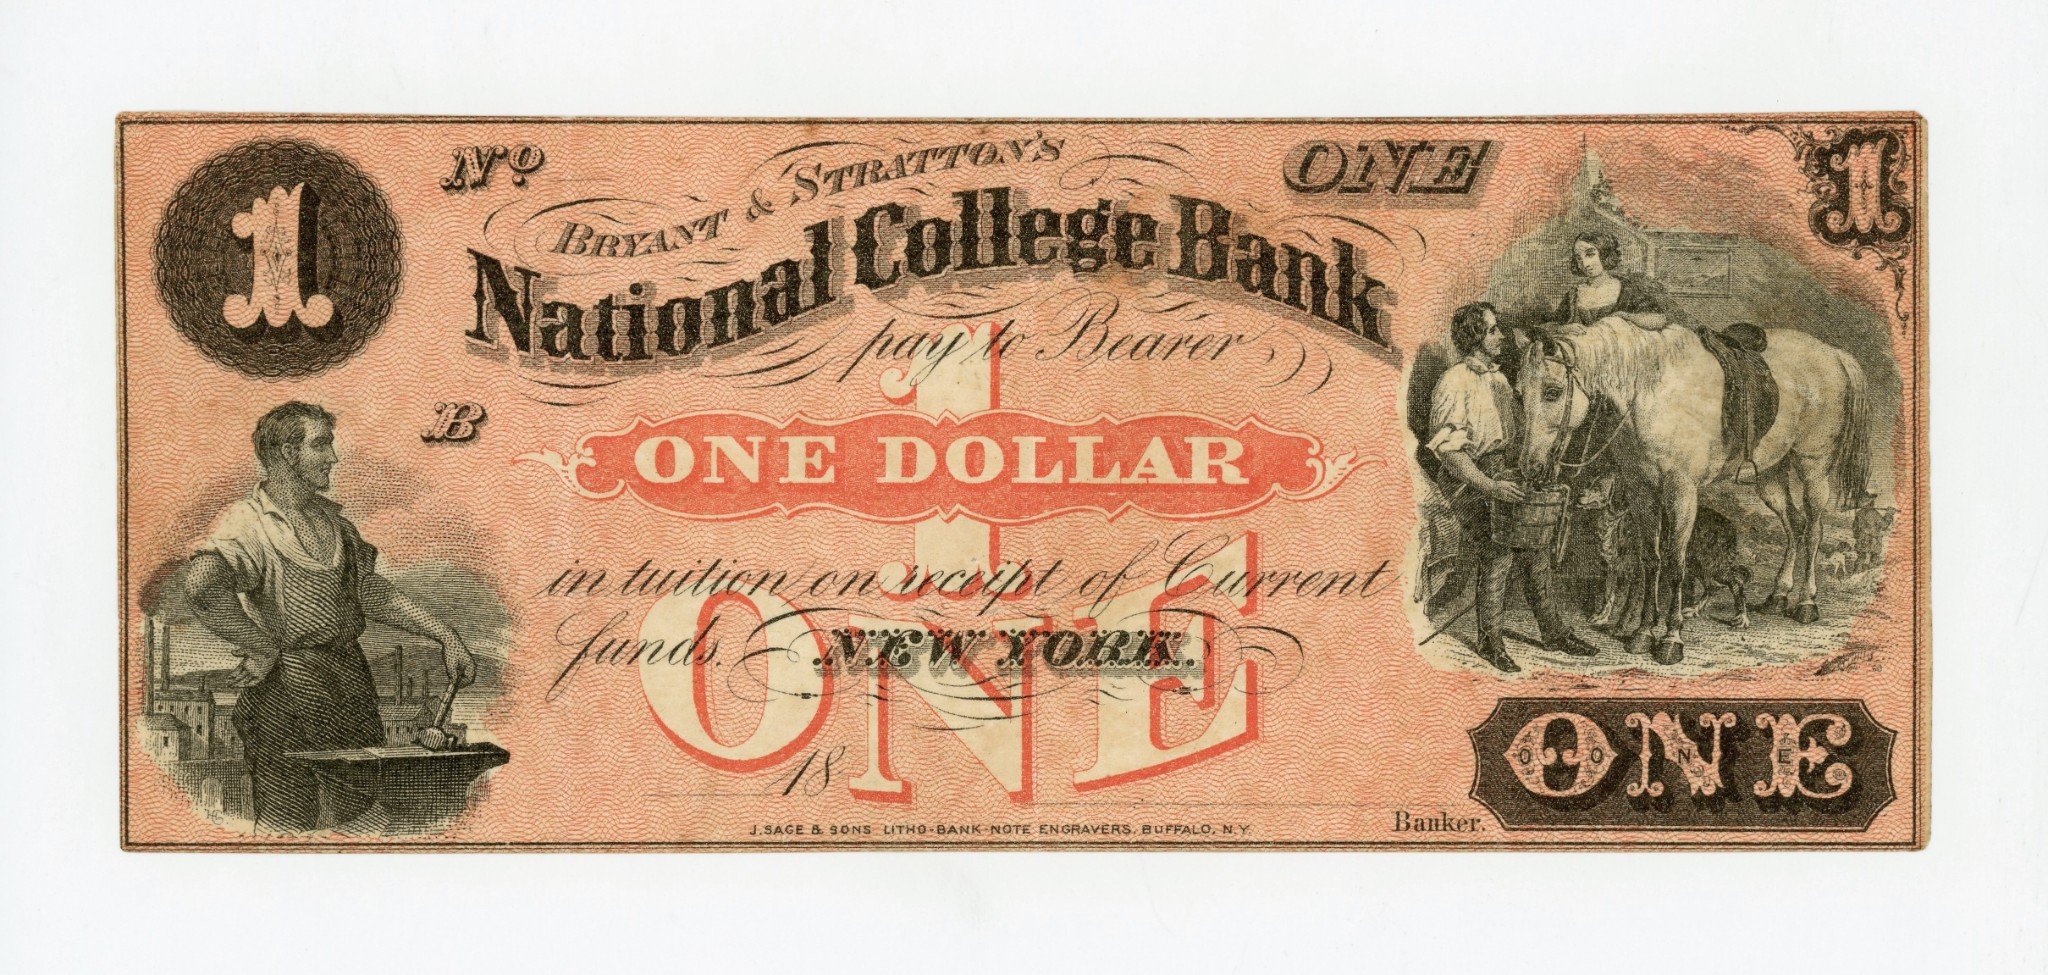 1
No
BRYANT & STRATTON'S
ONE
1
National College Bank
pay to Bearer
1
B
ONE DOLLAR
in tuition on receipt of Current
funds.
NEW YORK.
ONE
18
ONE
O O N E
J. SAGE & SONS LITHO-BANK-NOTE ENGRAVERS, BUFFALO, N.Y.
Banker.